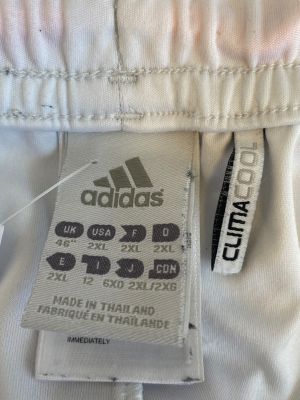 adidas
UK USA F D
46" 2XL 2XL 2XL
E I J CDN
2XL 12 6XO 2XL/2XG
MADE IN THAILAND
FABRIQUÉ EN THAÏLANDE
IMMEDIATELY
CLIMACOOL